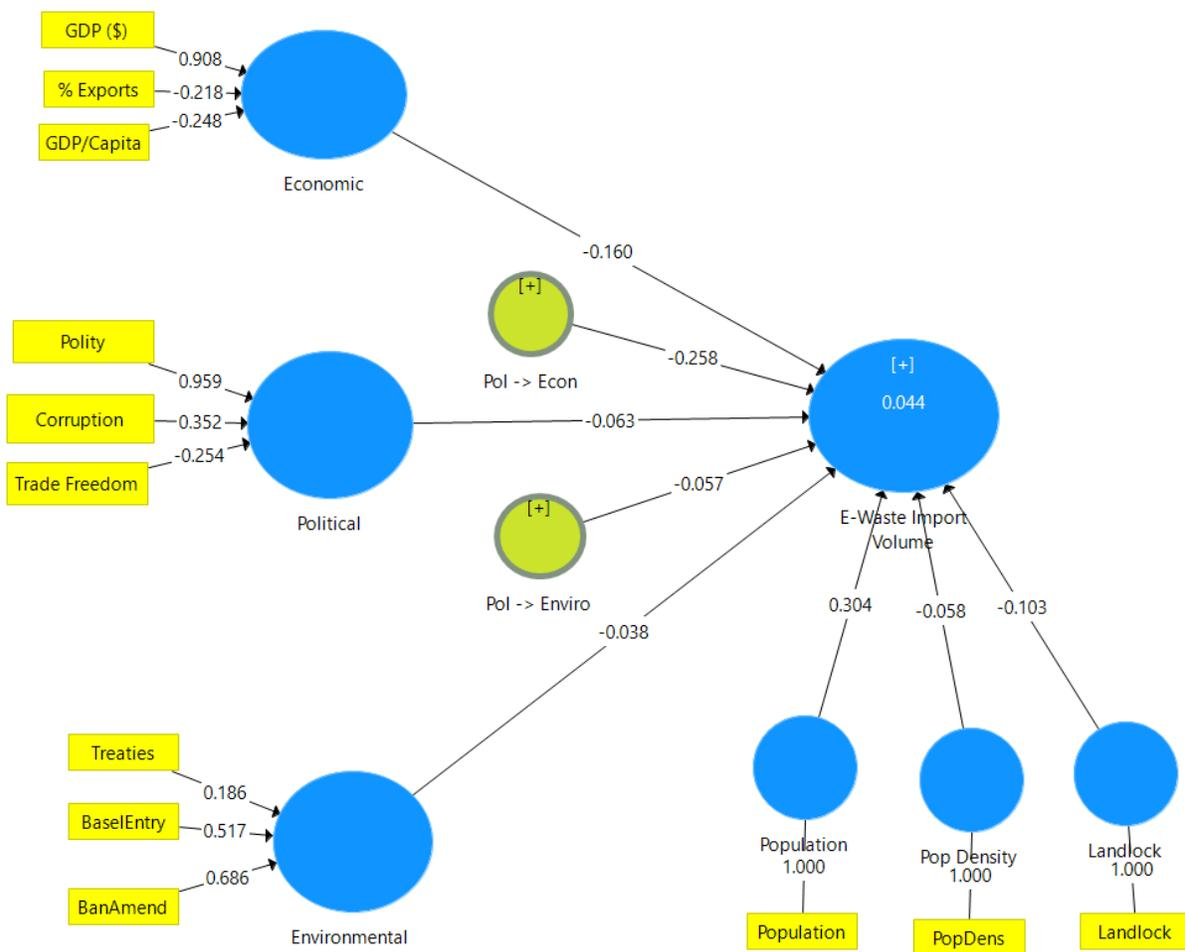 GDP ($)
0.908
% Exports
-0.218
-0.248
GDP/Capita
Economic
-0.160
[+]
Pol -> Econ
-0.258
Polity
0.959
Corruption
0.352
-0.254
Trade Freedom
Political
-0.063
[+]
0.044
E-Waste Import
Volume
[+]
Pol -> Enviro
-0.057
-0.038
0.304
-0.058
-0.103
Treaties
0.186
BaselEntry
0.517
0.686
BanAmend
Environmental
Population
1.000
Population
Pop Density
1.000
PopDens
Landlock
1.000
Landlock